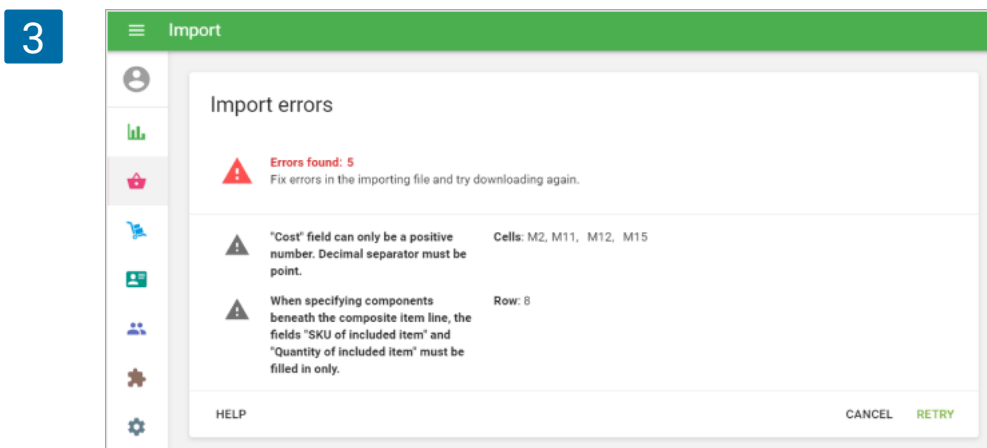 3
Import
Import errors
Errors found: 5
Fix errors in the importing file and try downloading again.
"Cost" field can only be a positive
number. Decimal separator must be
point.
Cells: M2, M11, M12, M15
When specifying components
beneath the composite item line, the
fields "SKU of included item" and
"Quantity of included item" must be
filled in only.
Row: 8
HELP
CANCEL
RETRY